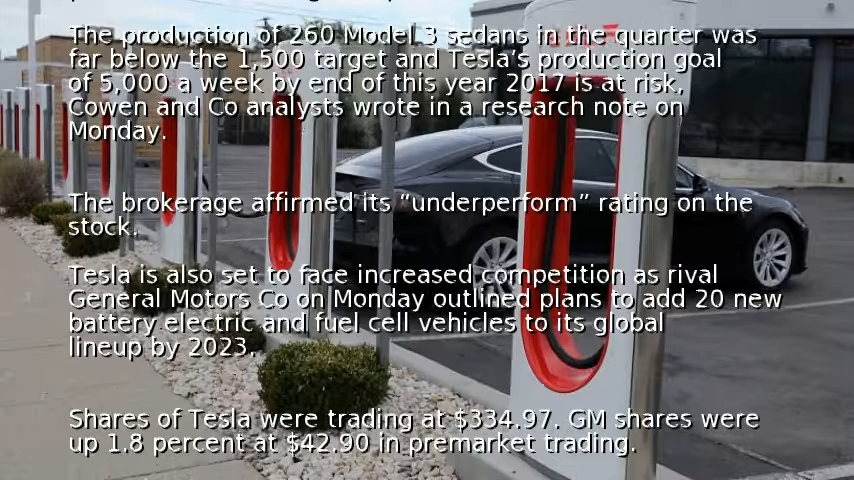 The production of 260 Model 3 sedans in the quarter was
far below the 1,500 target and Tesla's production goal
of 5,000 a week by end of this year 2017 is at risk,
Cowen and Co analysts wrote in a research note on
Monday.
The brokerage affirmed its “underperform” rating on the
stock.
Tesla is also set to face increased competition as rival
General Motors Co on Monday outlined plans to add 20 new
battery electric and fuel cell vehicles to its global
lineup by 2023.
Shares of Tesla were trading at $334.97. GM shares were
up 1.8 percent at $42.90 in premarket trading.